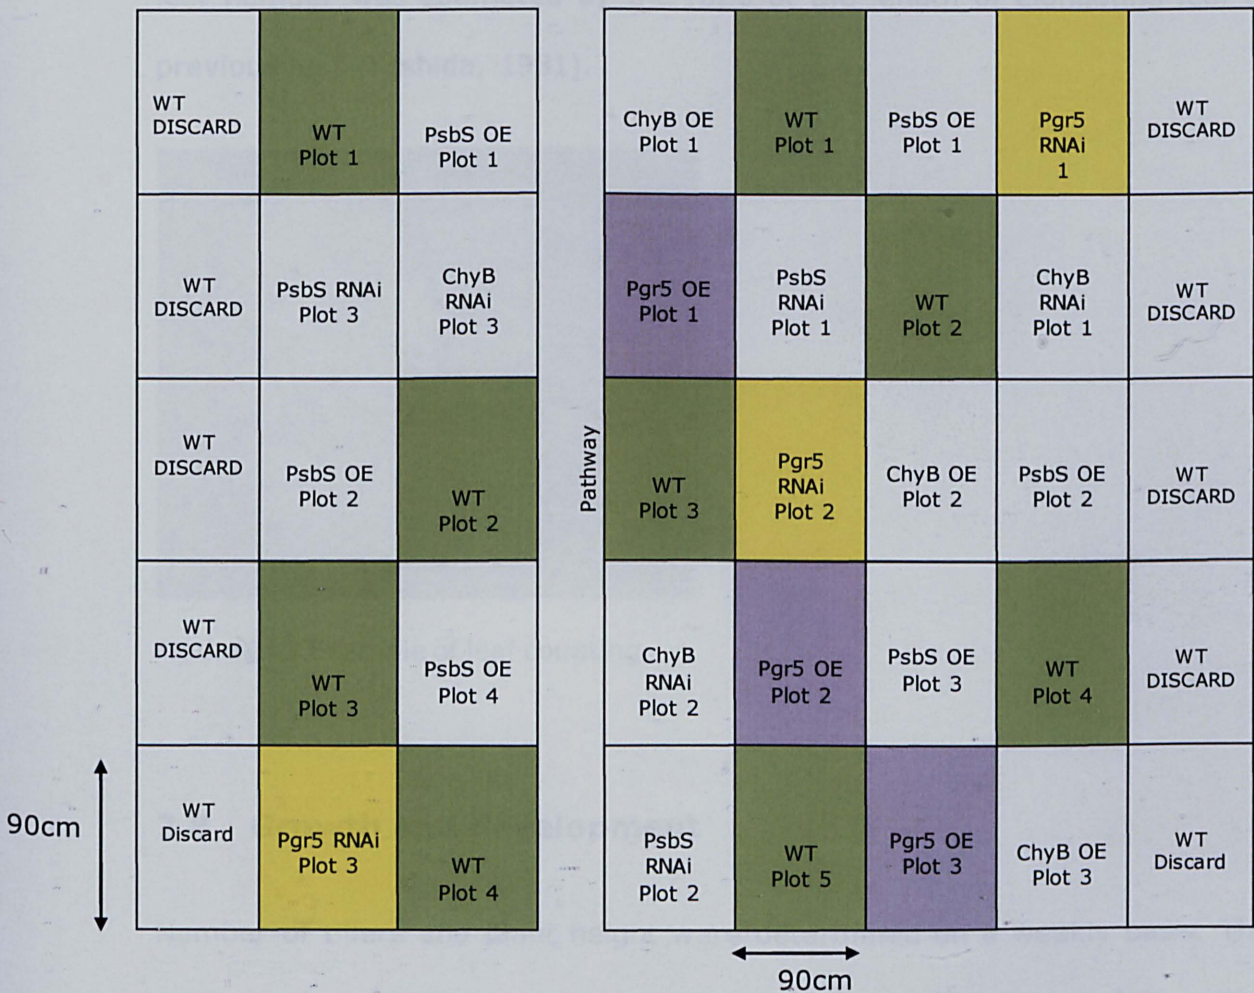 WT
DISCARD
WT
Plot 1
PsbS OE
Plot 1
ChyB OE
Plot 1
WT
Plot 1
PsbS OE
Plot 1
Pgr5
RNAi
1
WT
DISCARD
WT
DISCARD
PsbS RNAi
Plot 3
ChyB
RNAi
Plot 3
Pgr5 OE
Plot 1
PsbS
RNAi
Plot 1
WT
Plot 2
ChyB
RNAi
Plot 1
WT
DISCARD
WT
DISCARD
PsbS OE
Plot 2
WT
Plot 2
Pathway
WT
Plot 3
Pgr5
RNAi
Plot 2
ChyB OE
Plot 2
PsbS OE
Plot 2
WT
DISCARD
WT
DISCARD
WT
Plot 3
PsbS OE
Plot 4
ChyB
RNAi
Plot 2
Pgr5 OE
Plot 2
PsbS OE
Plot 3
WT
Plot 4
WT
DISCARD
90cm
WT
Discard
Pgr5 RNAi
Plot 3
WT
Plot 4
PsbS
RNAi
Plot 2
WT
Plot 5
Pgr5 OE
Plot 3
ChyB OE
Plot 3
WT
Discard
90cm